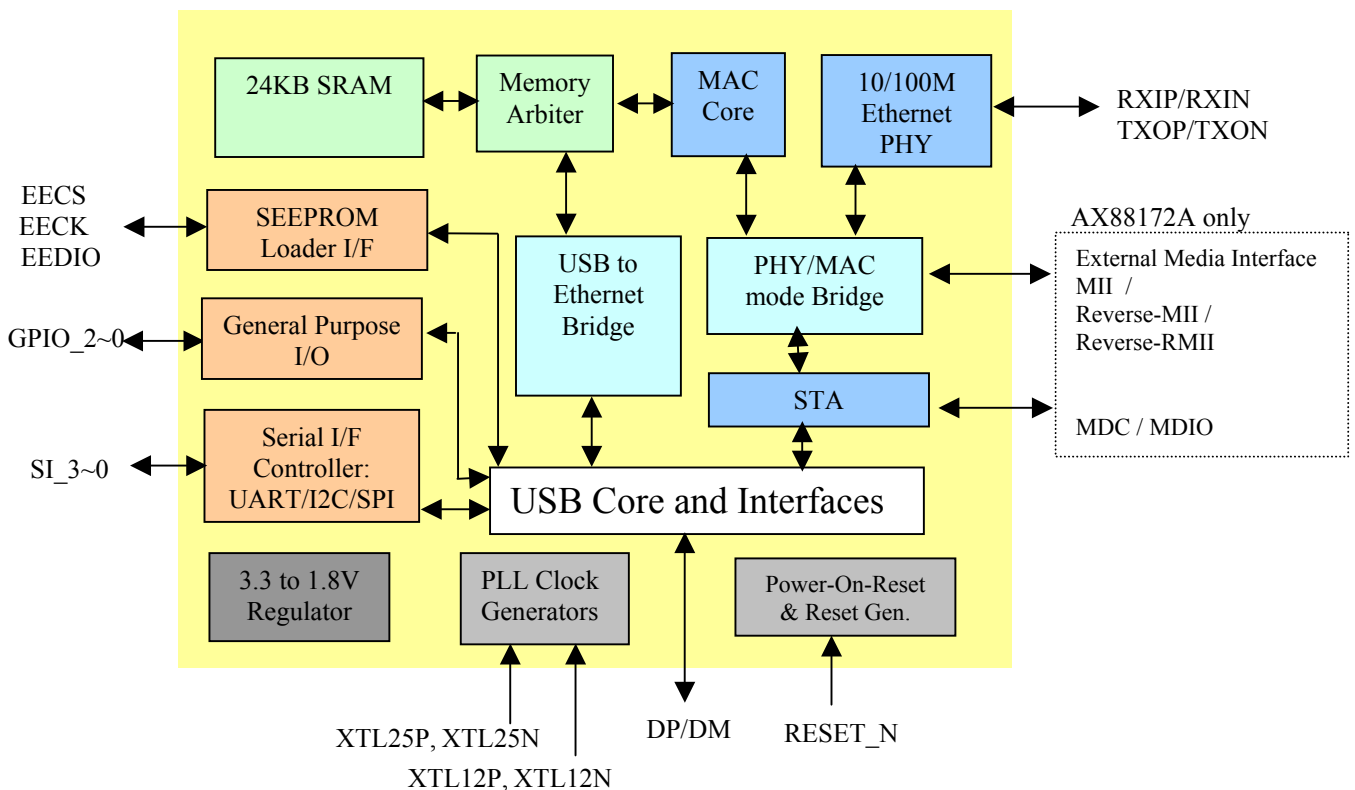 24KB SRAM
Memory
Arbiter
MAC
Core
10/100M
Ethernet
PHY
RXIP/RXIN
TXOP/TXON
EECS
EECK
EEDIO
SEEPROM
Loader I/F
USB to
Ethernet
Bridge
PHY/MAC
mode Bridge
AX88172A only
External Media Interface
MII /
Reverse-MII /
Reverse-RMII
MDC / MDIO
GPIO_2~0
General Purpose
I/O
STA
SI_3~0
Serial I/F
Controller:
UART/I2C/SPI
USB Core and Interfaces
3.3 to 1.8V
Regulator
PLL Clock
Generators
Power-On-Reset
& Reset Gen.
XTL25P, XTL25N
XTL12P, XTL12N
DP/DM
RESET_N